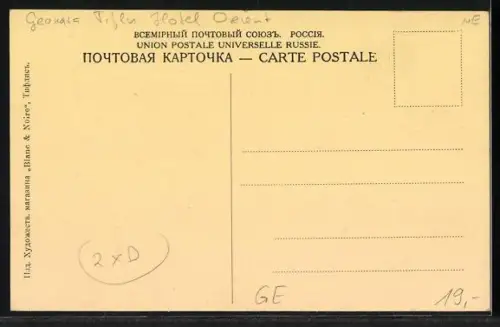 Georgia Tiflis Hotel Orient
NE
ВСЕМІРНЫЙ ПОЧТОВЫЙ СОЮЗЪ. РОССІЯ.
UNION POSTALE UNIVERSELLE RUSSIE.
ПОЧТОВАЯ КАРТОЧКА — CARTE POSTALE
Изд. Художеств. магазина „Blanc & Noire“, Тифлисъ.
2xD
GE
19,-